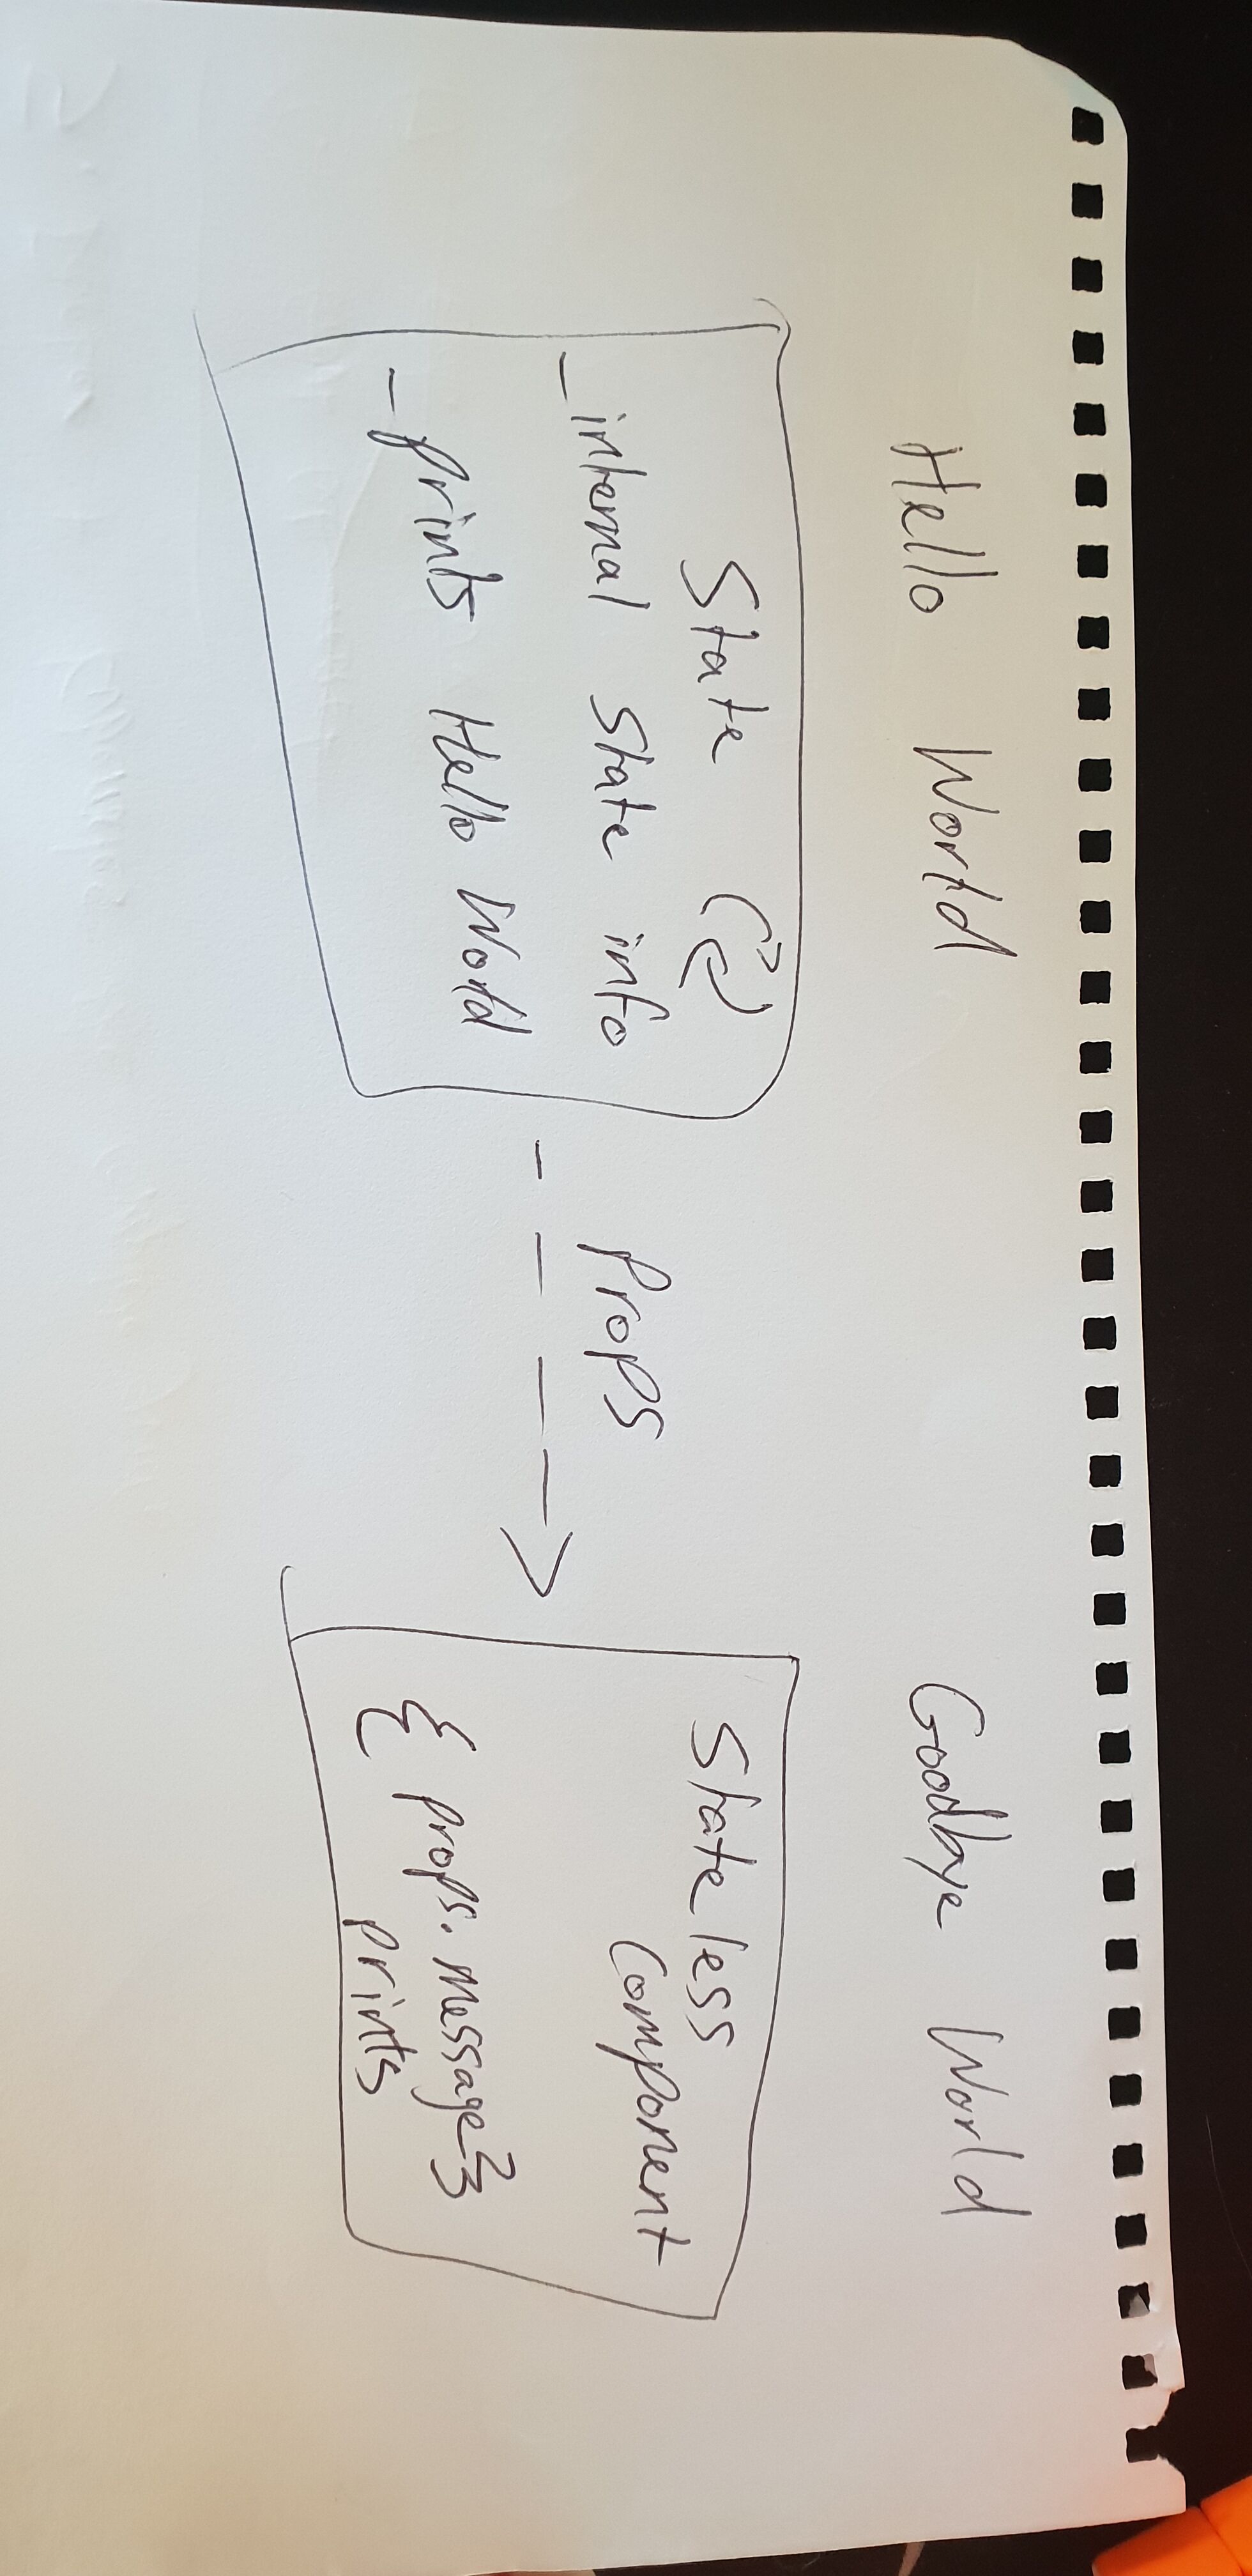 Hello World
State ({})
- internal state info
- prints Hello World
Props
Goodbye World
Stateless
Component
{ props.message }
prints